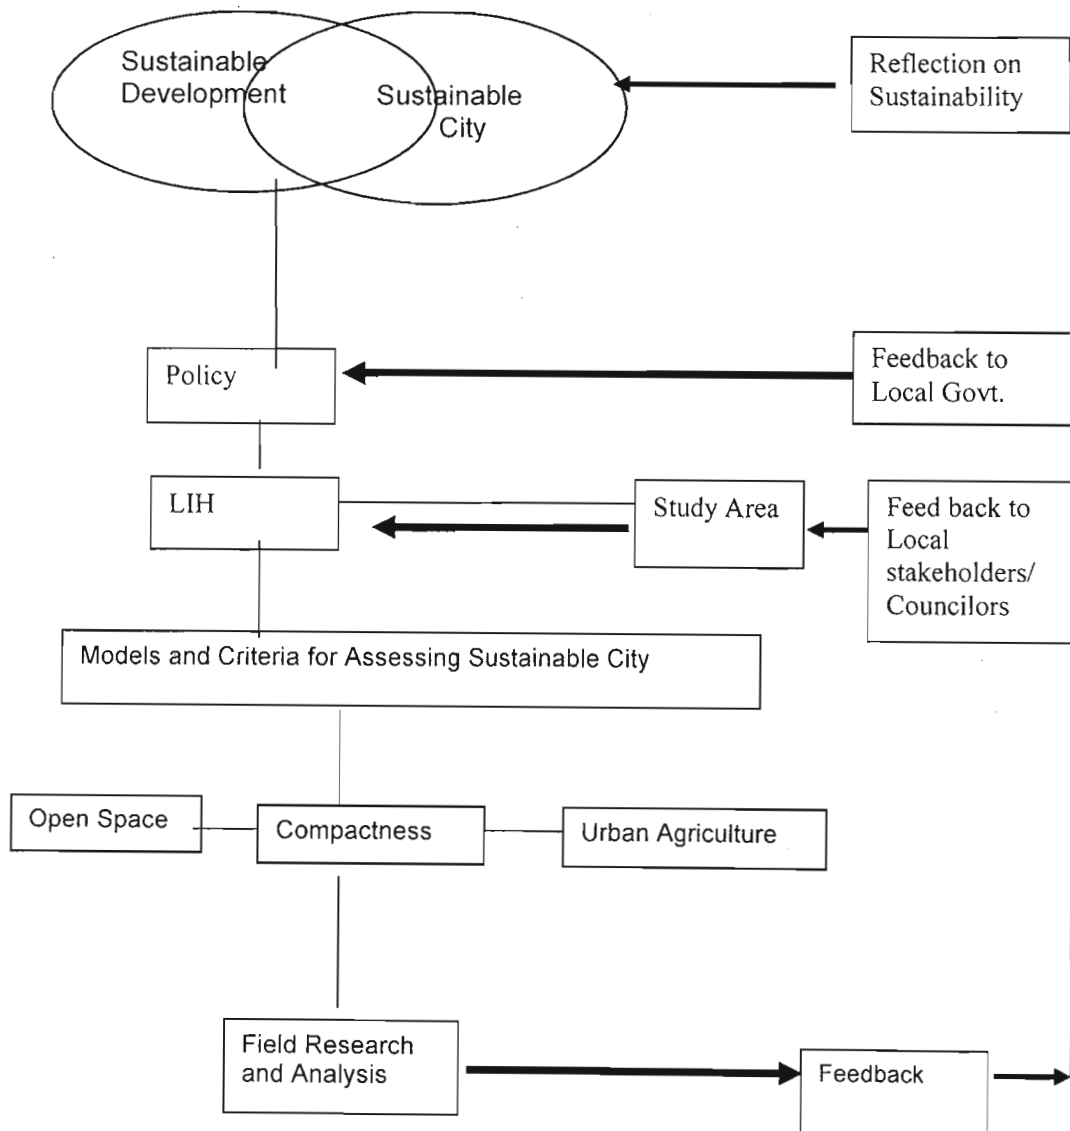 Sustainable
Development
Sustainable
City
Reflection on
Sustainability
Policy
Feedback to
Local Govt.
LIH
Study Area
Feed back to
Local
stakeholders/
Councilors
Models and Criteria for Assessing Sustainable City
Open Space
Compactness
Urban Agriculture
Field Research
and Analysis
Feedback